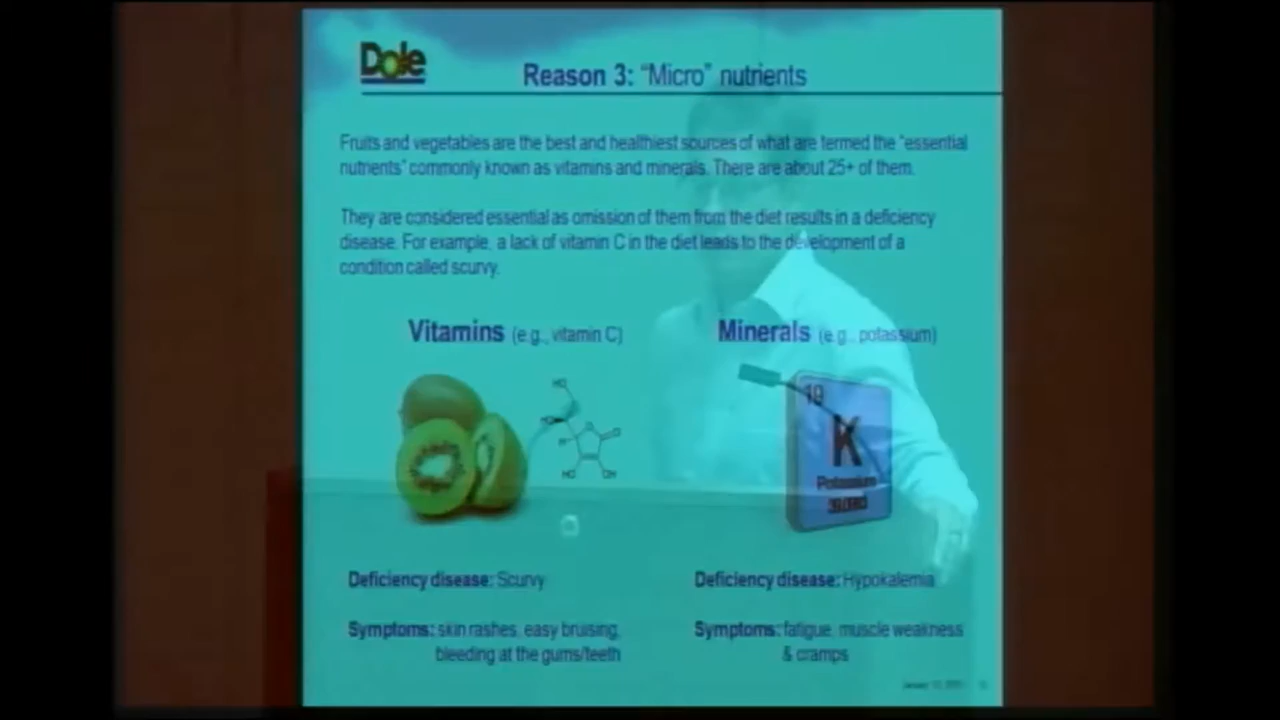 Dole
Reason 3: “Micro” nutrients
Fruits and vegetables are the best and healthiest sources of what are termed the “essential
nutrients” commonly known as vitamins and minerals. There are about 25+ of them.
They are considered essential as omission of them from the diet results in a deficiency
disease. For example, a lack of vitamin C in the diet leads to the development of a
condition called scurvy.
Vitamins (e.g., vitamin C)
Minerals (e.g., potassium)
HO
HO
H
O
O
HO
OH
19
K
Potassium
Deficiency disease: Scurvy
Deficiency disease: Hypokalemia
Symptoms: skin rashes, easy bruising,
bleeding at the gums/teeth
Symptoms: fatigue, muscle weakness
& cramps